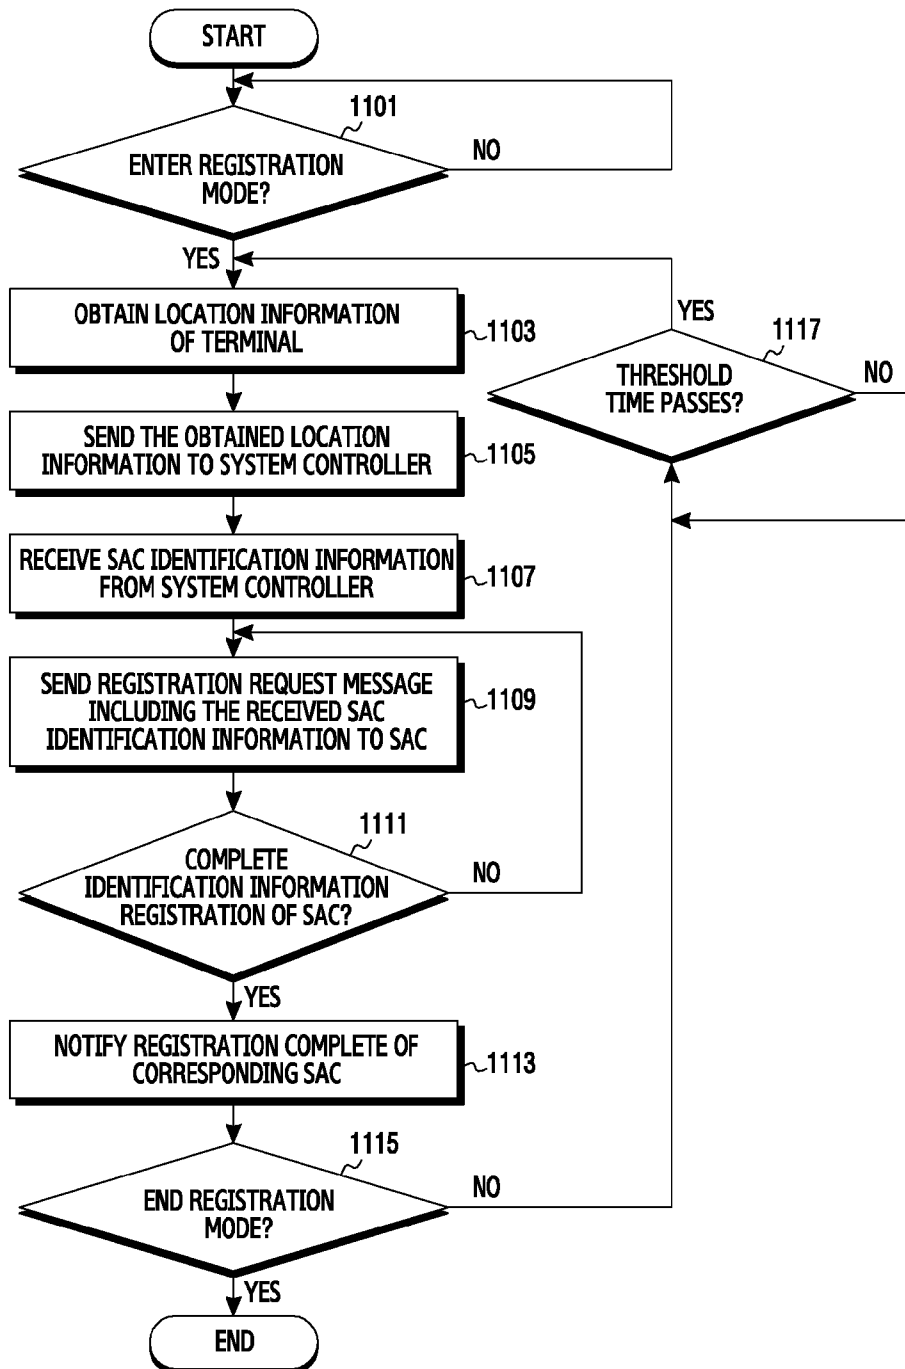 START
1101
ENTER REGISTRATION
MODE?
NO
YES
OBTAIN LOCATION INFORMATION
OF TERMINAL
1103
YES
1117
THRESHOLD
TIME PASSES?
NO
SEND THE OBTAINED LOCATION
INFORMATION TO SYSTEM CONTROLLER
1105
RECEIVE SAC IDENTIFICATION INFORMATION
FROM SYSTEM CONTROLLER
1107
SEND REGISTRATION REQUEST MESSAGE
INCLUDING THE RECEIVED SAC
IDENTIFICATION INFORMATION TO SAC
1109
1111
COMPLETE
IDENTIFICATION INFORMATION
REGISTRATION OF SAC?
NO
YES
NOTIFY REGISTRATION COMPLETE OF
CORRESPONDING SAC
1113
1115
END REGISTRATION
MODE?
NO
YES
END